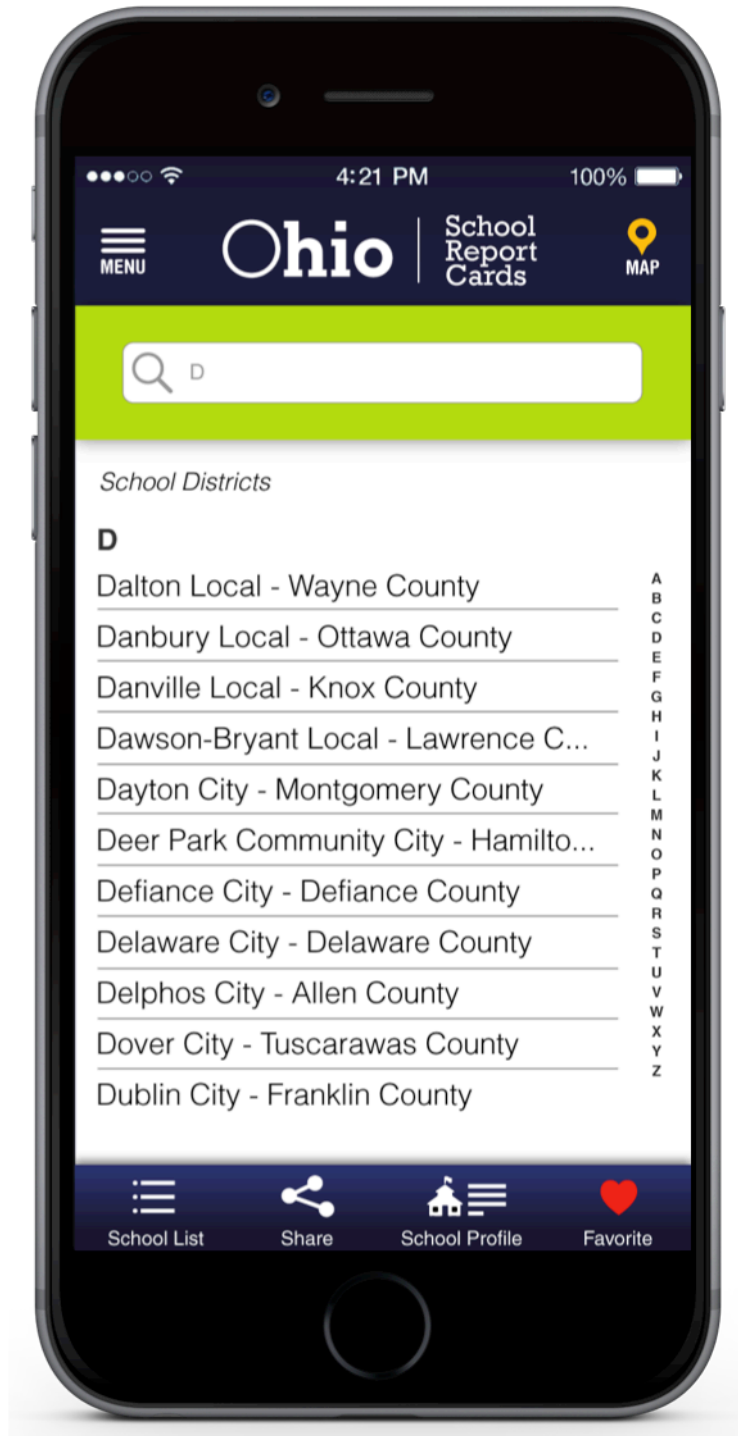 4:21 PM
100%
MENU
Ohio
School
Report
Cards
MAP
D
School Districts
D
Dalton Local - Wayne County
Danbury Local - Ottawa County
Danville Local - Knox County
Dawson-Bryant Local - Lawrence C...
Dayton City - Montgomery County
Deer Park Community City - Hamilto...
Defiance City - Defiance County
Delaware City - Delaware County
Delphos City - Allen County
Dover City - Tuscarawas County
Dublin City - Franklin County
A
B
C
D
E
F
G
H
I
J
K
L
M
N
O
P
Q
R
S
T
U
V
W
X
Y
Z
School List
Share
School Profile
Favorite